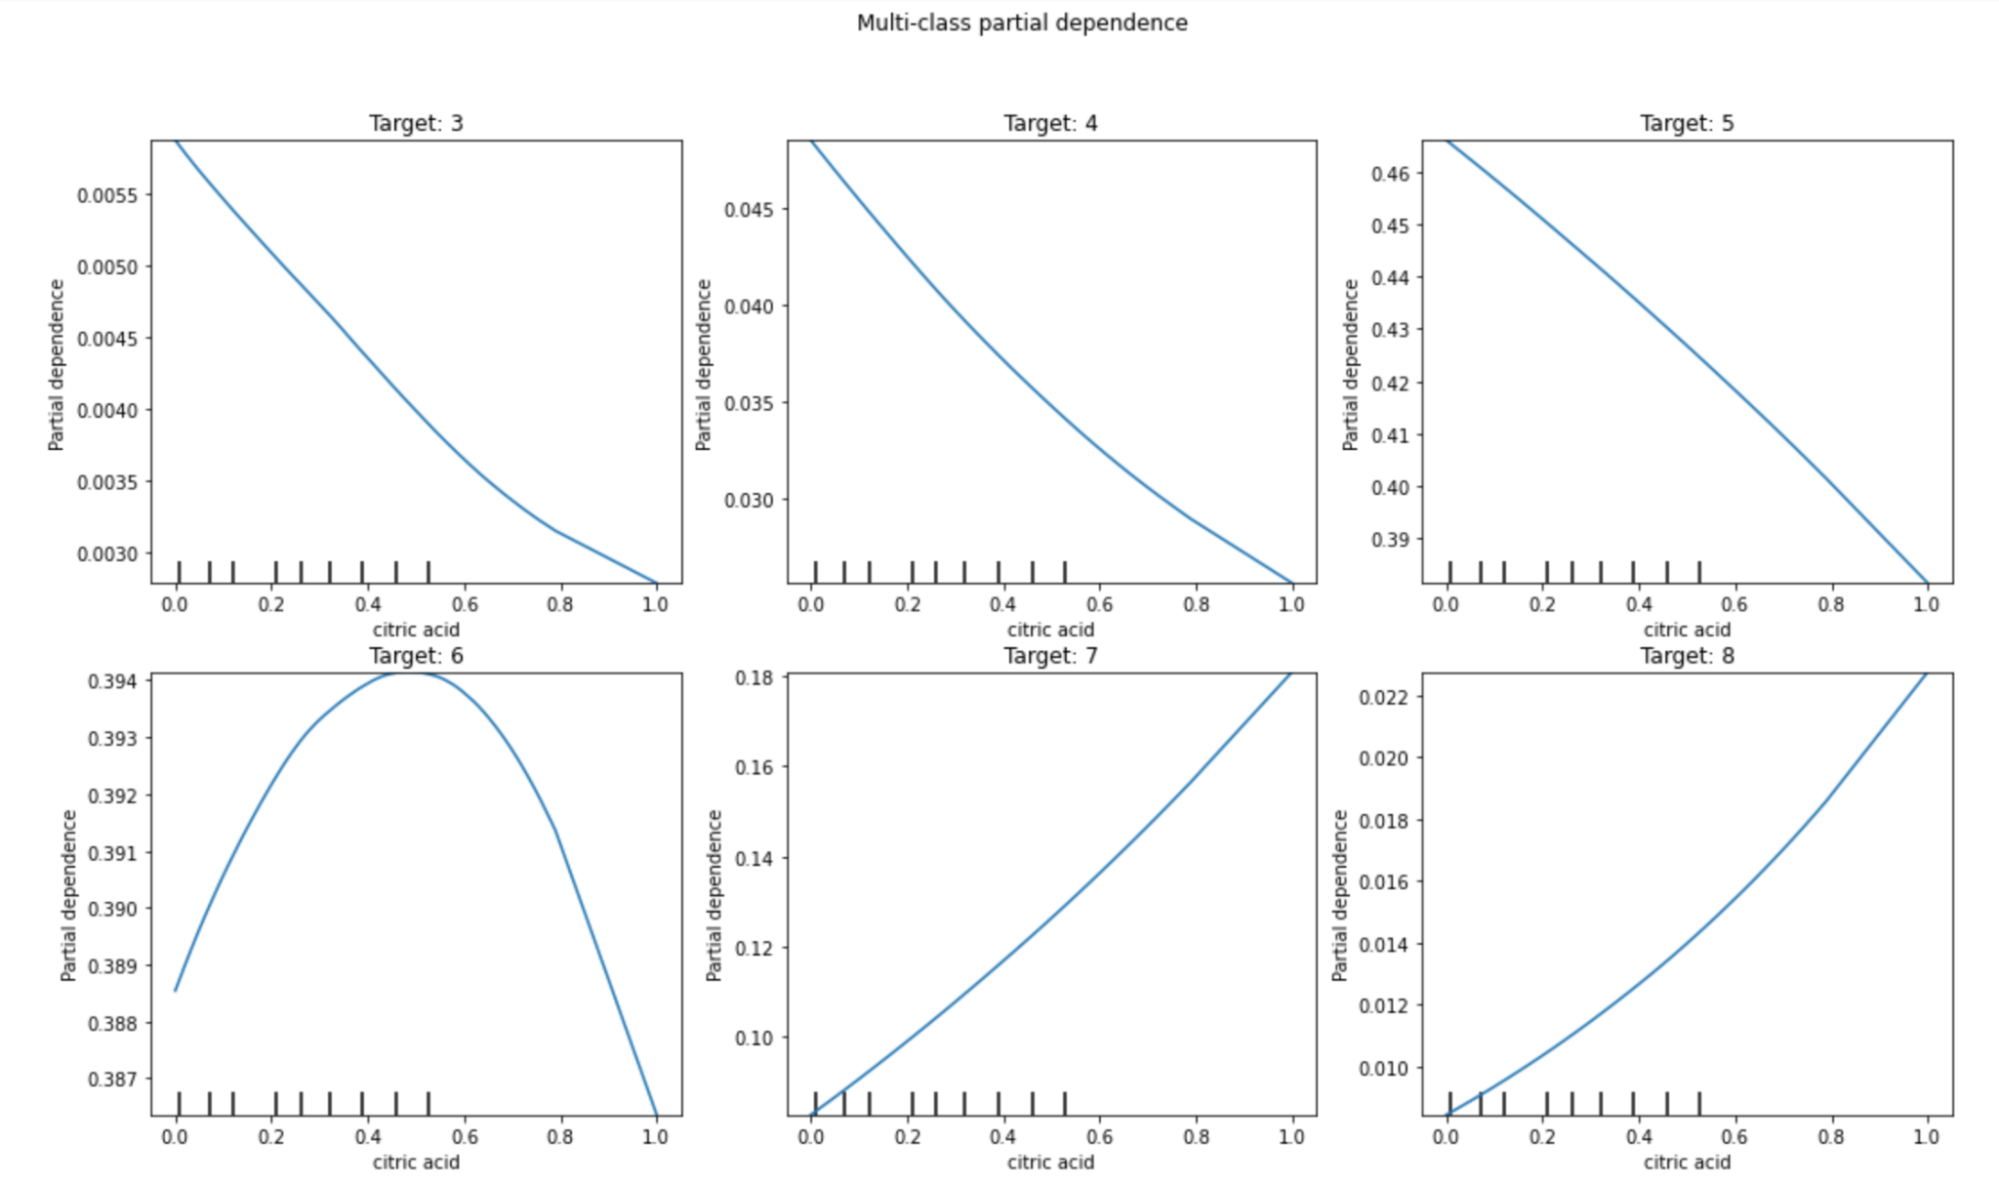 Multi-class partial dependence
Target: 3
Partial dependence
0.0055
0.0050
0.0045
0.0040
0.0035
0.0030
0.0 0.2 0.4 0.6 0.8 1.0
citric acid
Target: 4
Partial dependence
0.045
0.040
0.035
0.030
0.0 0.2 0.4 0.6 0.8 1.0
citric acid
Target: 5
Partial dependence
0.46
0.45
0.44
0.43
0.42
0.41
0.40
0.39
0.0 0.2 0.4 0.6 0.8 1.0
citric acid
Target: 6
Partial dependence
0.394
0.393
0.392
0.391
0.390
0.389
0.388
0.387
0.0 0.2 0.4 0.6 0.8 1.0
citric acid
Target: 7
Partial dependence
0.18
0.16
0.14
0.12
0.10
0.0 0.2 0.4 0.6 0.8 1.0
citric acid
Target: 8
Partial dependence
0.022
0.020
0.018
0.016
0.014
0.012
0.010
0.0 0.2 0.4 0.6 0.8 1.0
citric acid